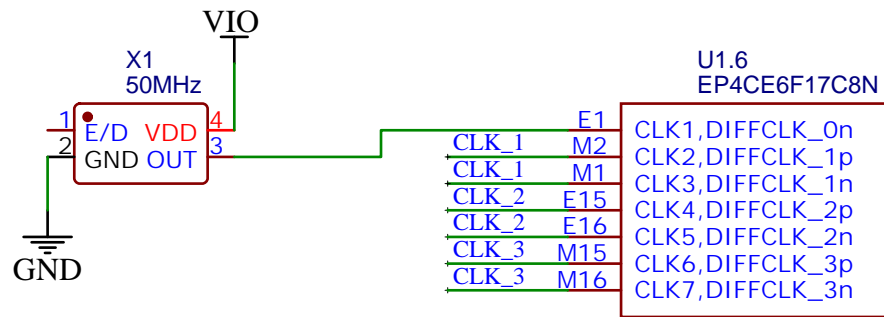 VIO
X1
50MHz
1 E/D VDD 4
2 GND OUT 3
GND
U1.6
EP4CE6F17C8N
E1 CLK1,DIFFCLK_0n
CLK_1 M2 CLK2,DIFFCLK_1p
CLK_1 M1 CLK3,DIFFCLK_1n
CLK_2 E15 CLK4,DIFFCLK_2p
CLK_2 E16 CLK5,DIFFCLK_2n
CLK_3 M15 CLK6,DIFFCLK_3p
CLK_3 M16 CLK7,DIFFCLK_3n